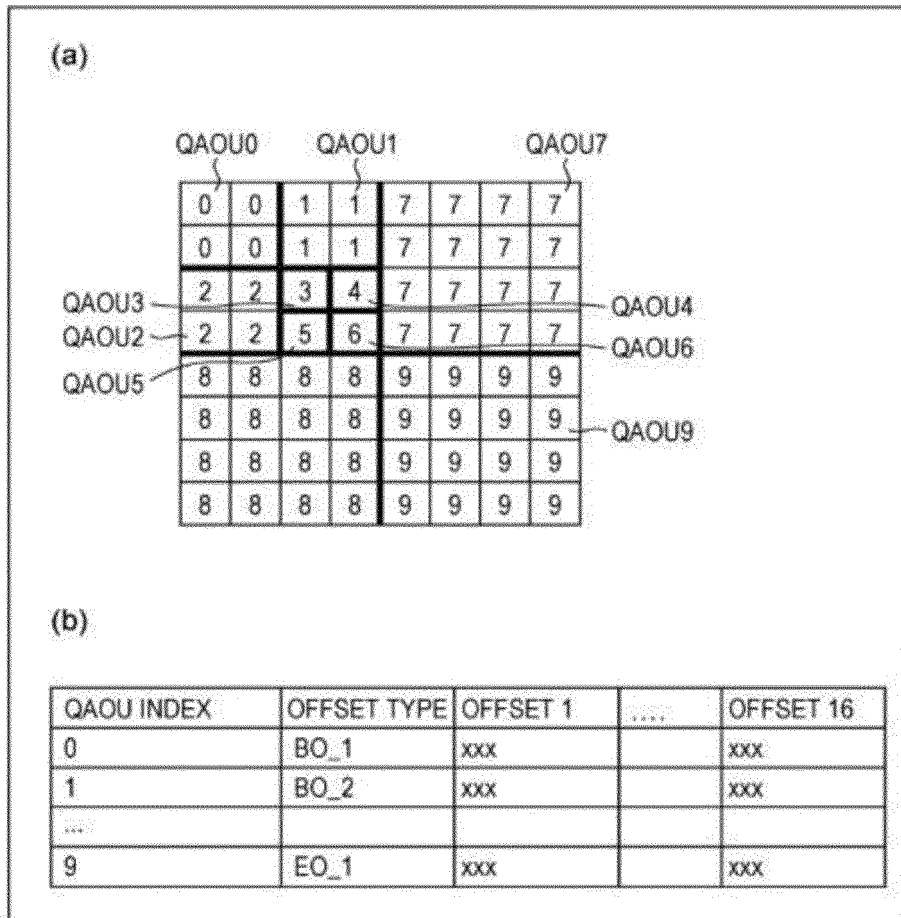 (a)
QAOU0 QAOU1 QAOU7
0 0 1 1 7 7 7 7
0 0 1 1 7 7 7 7
QAOU3 2 2 3 4 7 7 7 7 QAOU4
QAOU2 2 2 5 6 7 7 7 7 QAOU6
QAOU5 8 8 8 8 9 9 9 9
8 8 8 8 9 9 9 9 QAOU9
8 8 8 8 9 9 9 9
8 8 8 8 9 9 9 9
(b)
QAOU INDEX OFFSET TYPE OFFSET 1 .... OFFSET 16
0 BO_1 xxx xxx
1 BO_2 xxx xxx
...
9 EO_1 xxx xxx